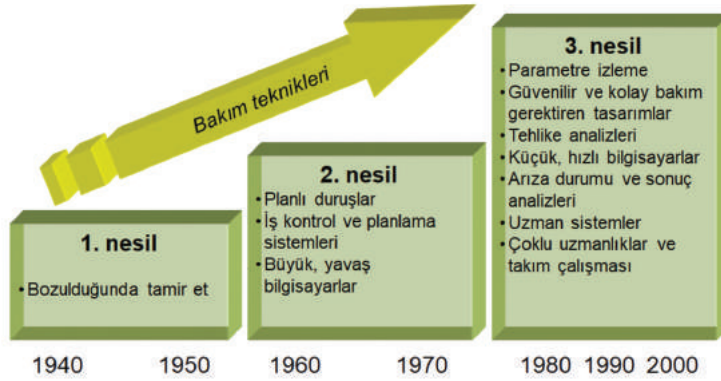 Bakım teknikleri
1. nesil
• Bozulduğunda tamir et
2. nesil
• Planlı duruşlar
• İş kontrol ve planlama
sistemleri
• Büyük, yavaş
bilgisayarlar
3. nesil
• Parametre izleme
• Güvenilir ve kolay bakım
gerektiren tasarımlar
• Tehlike analizleri
• Küçük, hızlı bilgisayarlar
• Arıza durumu ve sonuç
analizleri
• Uzman sistemler
• Çoklu uzmanlıklar ve
takım çalışması
1940 1950 1960 1970 1980 1990 2000